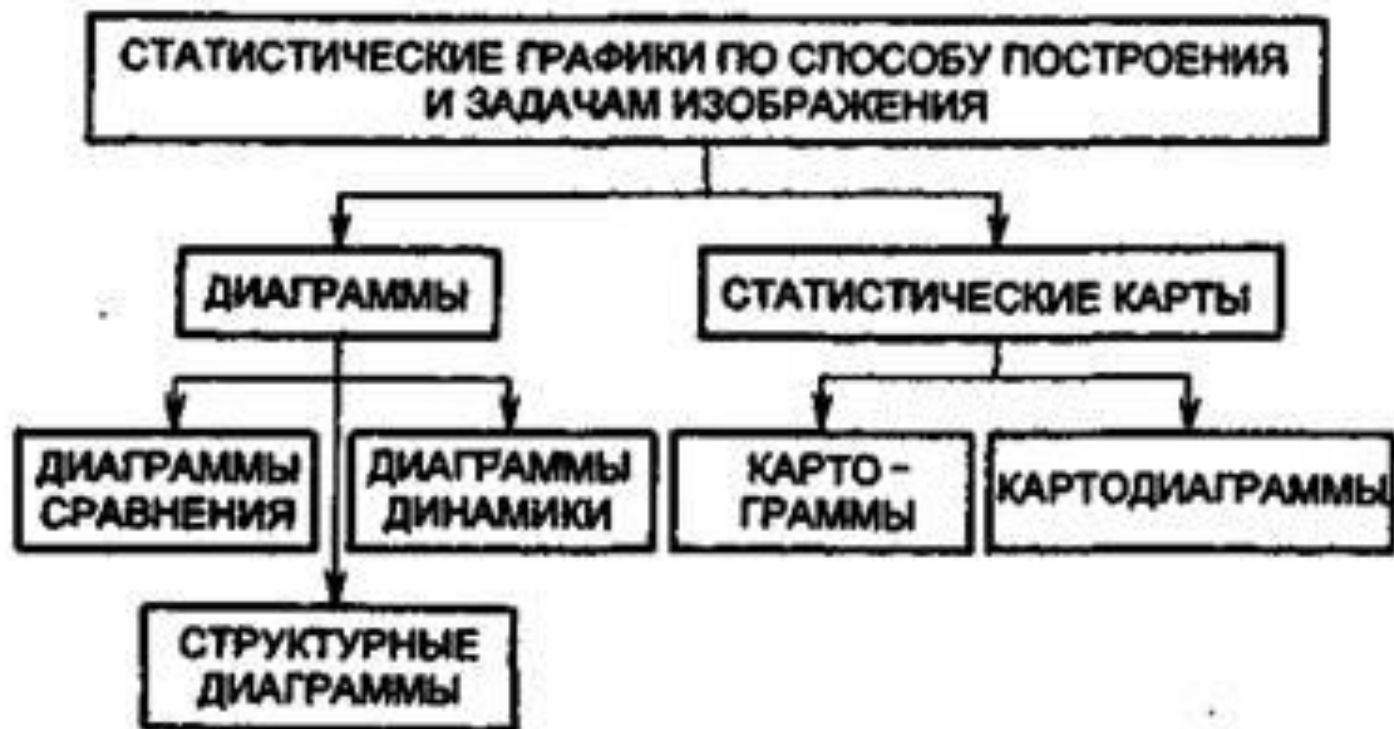 СТАТИСТИЧЕСКИЕ ГРАФИКИ ПО СПОСОБУ ПОСТРОЕНИЯ
И ЗАДАЧАМ ИЗОБРАЖЕНИЯ
ДИАГРАММЫ
СТАТИСТИЧЕСКИЕ КАРТЫ
ДИАГРАММЫ
СРАВНЕНИЯ
ДИАГРАММЫ
ДИНАМИКИ
КАРТО -
ГРАММЫ
КАРТОДИАГРАММЫ
СТРУКТУРНЫЕ
ДИАГРАММЫ